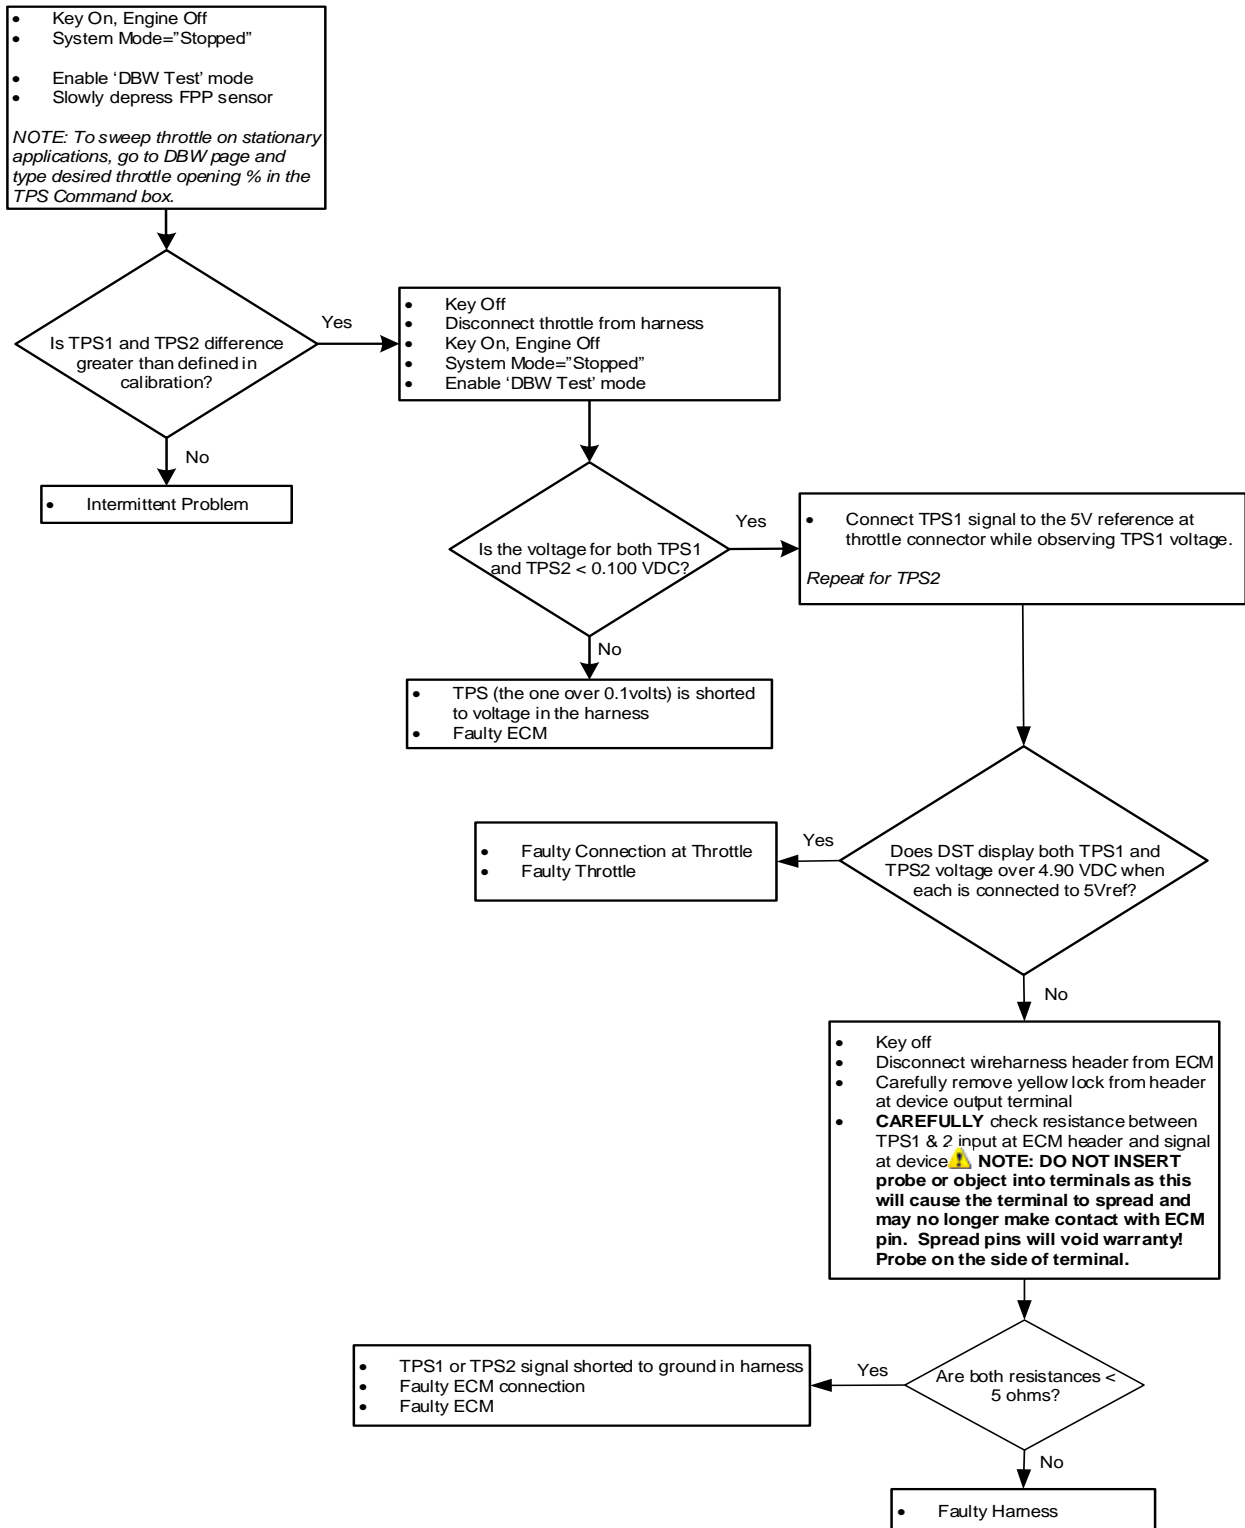 • Key On, Engine Off
• System Mode=”Stopped”
• Enable ‘DBW Test’ mode
• Slowly depress FPP sensor
NOTE: To sweep throttle on stationary
applications, go to DBW page and
type desired throttle opening % in the
TPS Command box.
Is TPS1 and TPS2 difference
greater than defined in
calibration?
Yes
No
• Intermittent Problem
• Key Off
• Disconnect throttle from harness
• Key On, Engine Off
• System Mode=”Stopped”
• Enable ‘DBW Test’ mode
Is the voltage for both TPS1
and TPS2 < 0.100 VDC?
Yes
No
• TPS (the one over 0.1volts) is shorted
to voltage in the harness
• Faulty ECM
• Connect TPS1 signal to the 5V reference at
throttle connector while observing TPS1 voltage.
Repeat for TPS2
Does DST display both TPS1 and
TPS2 voltage over 4.90 VDC when
each is connected to 5Vref?
Yes
• Faulty Connection at Throttle
• Faulty Throttle
No
• Key off
• Disconnect wireharness header from ECM
• Carefully remove yellow lock from header
at device output terminal
• CAREFULLY check resistance between
TPS1 & 2 input at ECM header and signal
at device NOTE: DO NOT INSERT
probe or object into terminals as this
will cause the terminal to spread and
may no longer make contact with ECM
pin. Spread pins will void warranty!
Probe on the side of terminal.
Are both resistances <
5 ohms?
Yes
• TPS1 or TPS2 signal shorted to ground in harness
• Faulty ECM connection
• Faulty ECM
No
• Faulty Harness